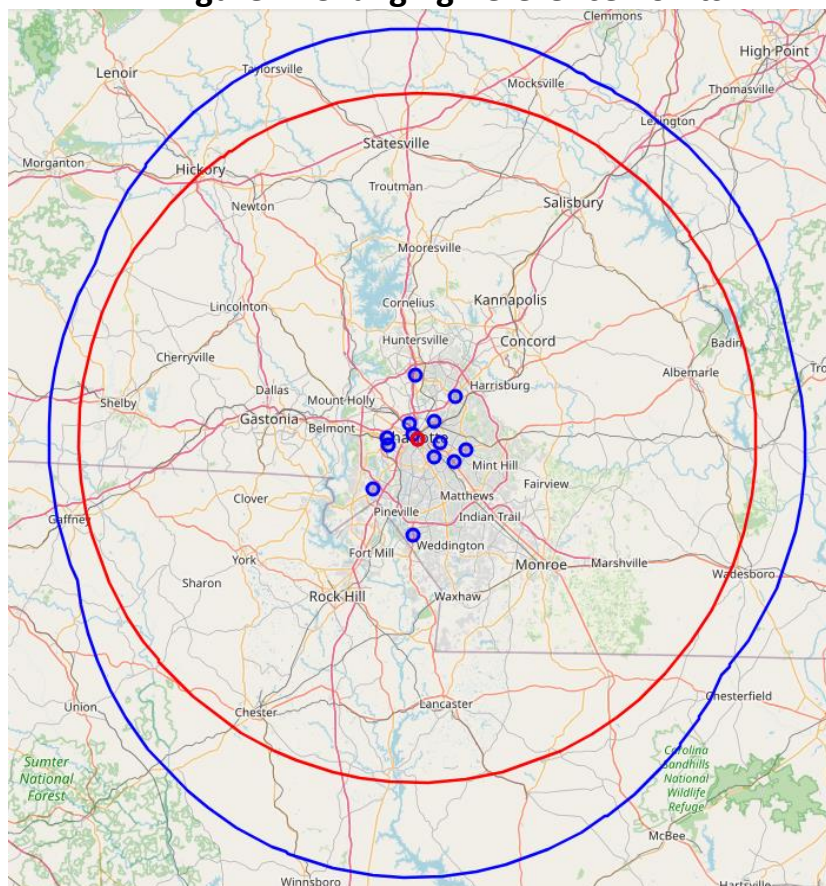 Clemmons
High Point
Lenoir
Taylorsville
Mocksville
Thomasville
Lexington
Statesville
Morganton
Hickory
Troutman
Newton
Salisbury
Mooresville
Lincolnton
Cornelius
Kannapolis
Huntersville
Concord
Badin
Cherryville
Albemarle
Harrisburg
Dallas
Mount Holly
Shelby
Gastonia
Belmont
Mint Hill
Fairview
Clover
Matthews
Gaffney
Pineville
Indian Trail
Fort Mill
Weddington
York
Monroe
Marshville
Sharon
Wadesboro
Rock Hill
Waxhaw
Union
Chester
Lancaster
Chesterfield
Sumter
National
Forest
Carolina
Sandhills
National
Wildlife
Refuge
McBee
Winnsboro
Hartsville